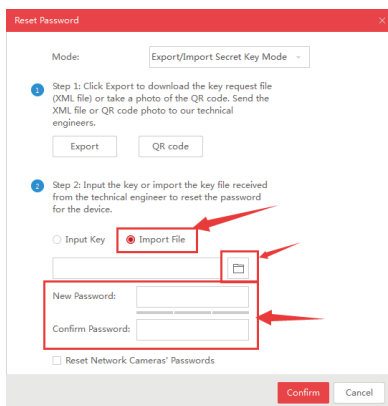 Reset Password
Mode: Export/Import Secret Key Mode
1 Step 1: Click Export to download the key request file
(XML file) or take a photo of the QR code. Send the
XML file or QR code photo to our technical
engineers.
Export QR code
2 Step 2: Input the key or import the key file received
from the technical engineer to reset the password
for the device.
Input Key Import File
New Password:
Confirm Password:
Reset Network Cameras' Passwords
Confirm Cancel